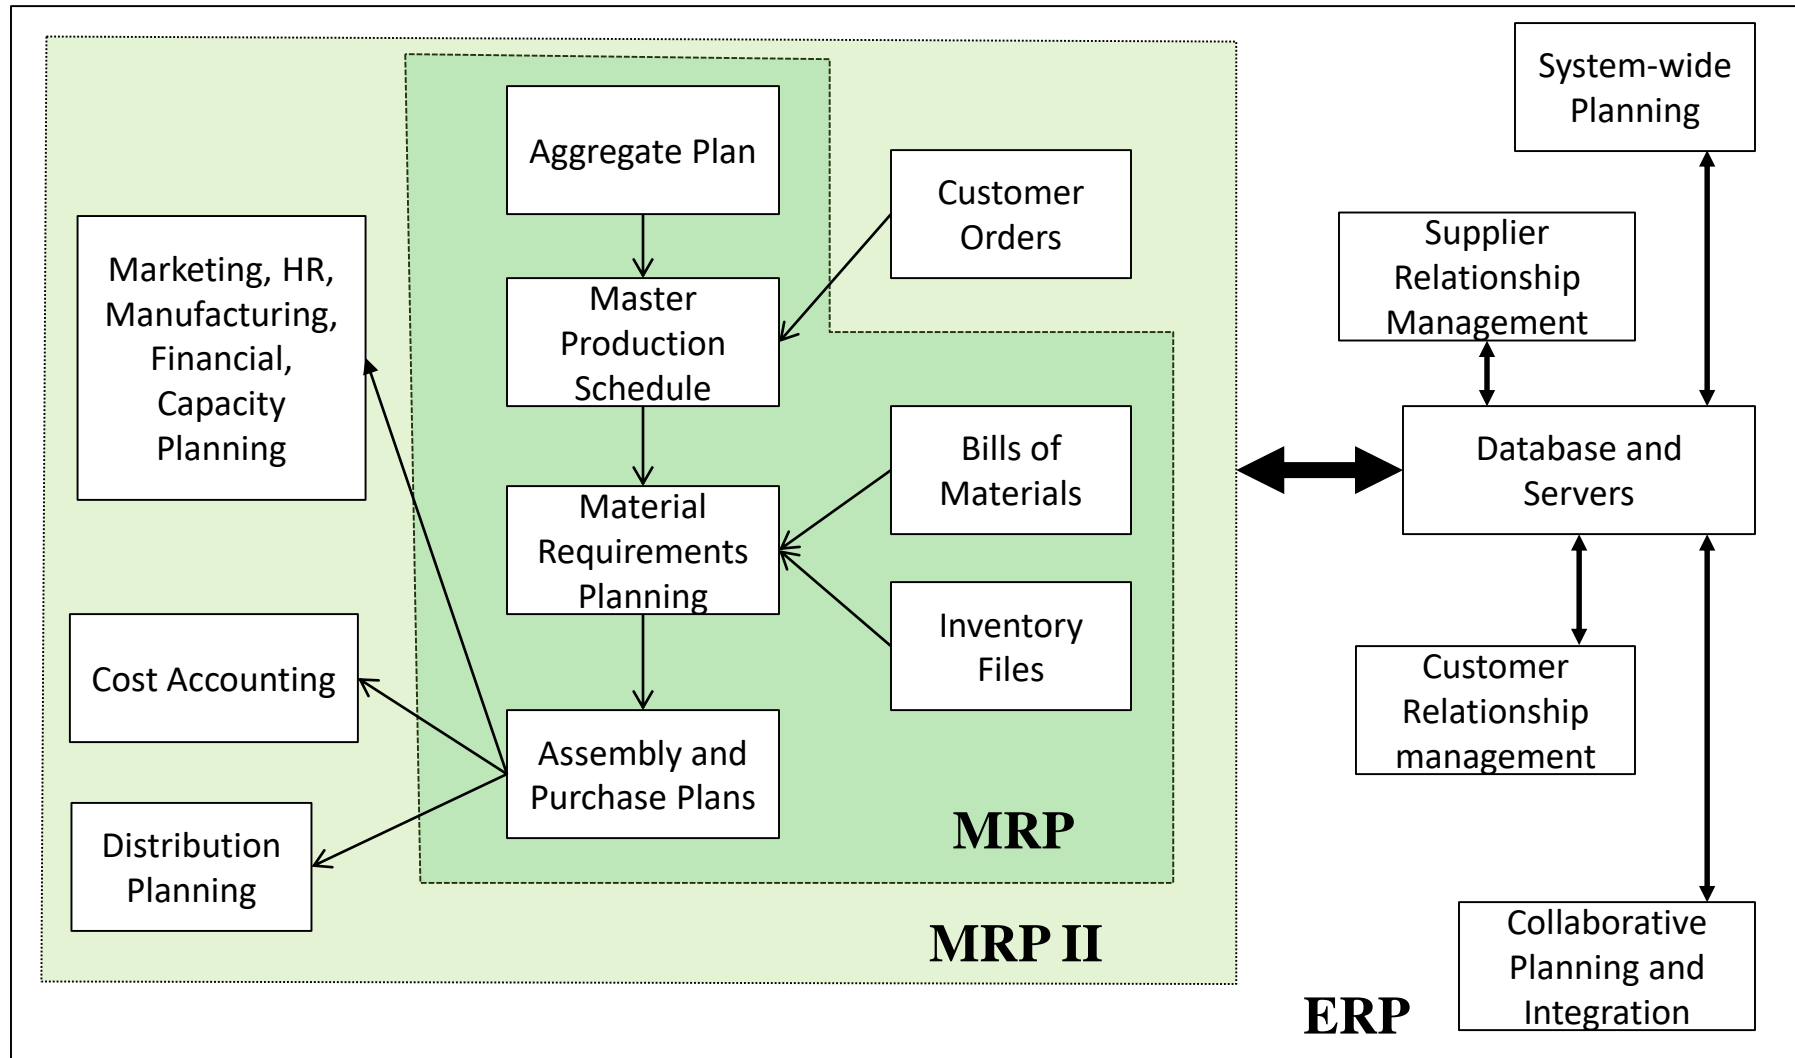 System-wide
Planning
Aggregate Plan
Customer
Orders
Marketing, HR,
Manufacturing,
Financial,
Capacity
Planning
Supplier
Relationship
Management
Master
Production
Schedule
Bills of
Materials
Database and
Servers
Material
Requirements
Planning
Inventory
Files
Cost Accounting
Customer
Relationship
management
Assembly and
Purchase Plans
Distribution
Planning
MRP
MRP II
Collaborative
Planning and
Integration
ERP